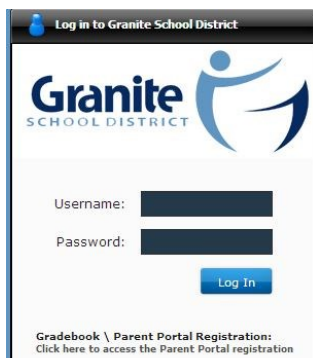 Log in to Granite School District
Granite
SCHOOL DISTRICT
Username:
Password:
Log In
Gradebook \ Parent Portal Registration:
Click here to access the Parent Portal registration